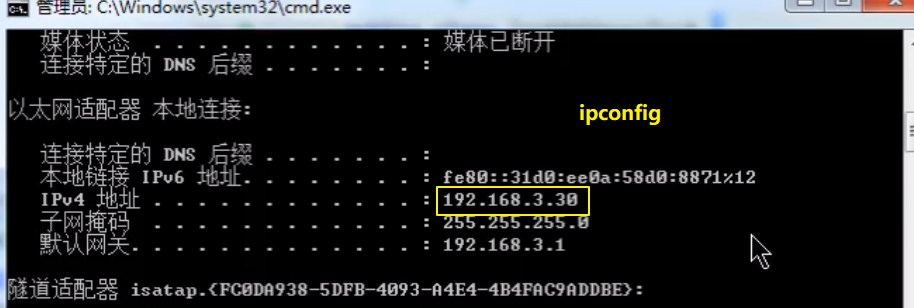 管理员: C:\Windows\system32\cmd.exe
媒体状态 . . . . . . . . . . . . : 媒体已断开
连接特定的 DNS 后缀 . . . . . . . :
以太网适配器 本地连接:
ipconfig
连接特定的 DNS 后缀 . . . . . . . :
本地链接 IPv6 地址. . . . . . . . : fe80::31d0:ee0a:58d0:8871%12
IPv4 地址 . . . . . . . . . . . . : 192.168.3.30
子网掩码 . . . . . . . . . . . . : 255.255.255.0
默认网关. . . . . . . . . . . . . : 192.168.3.1
隧道适配器 isatap.{FC0DA938-5DFB-4093-A4E4-4B4FAC9ADDBE}: